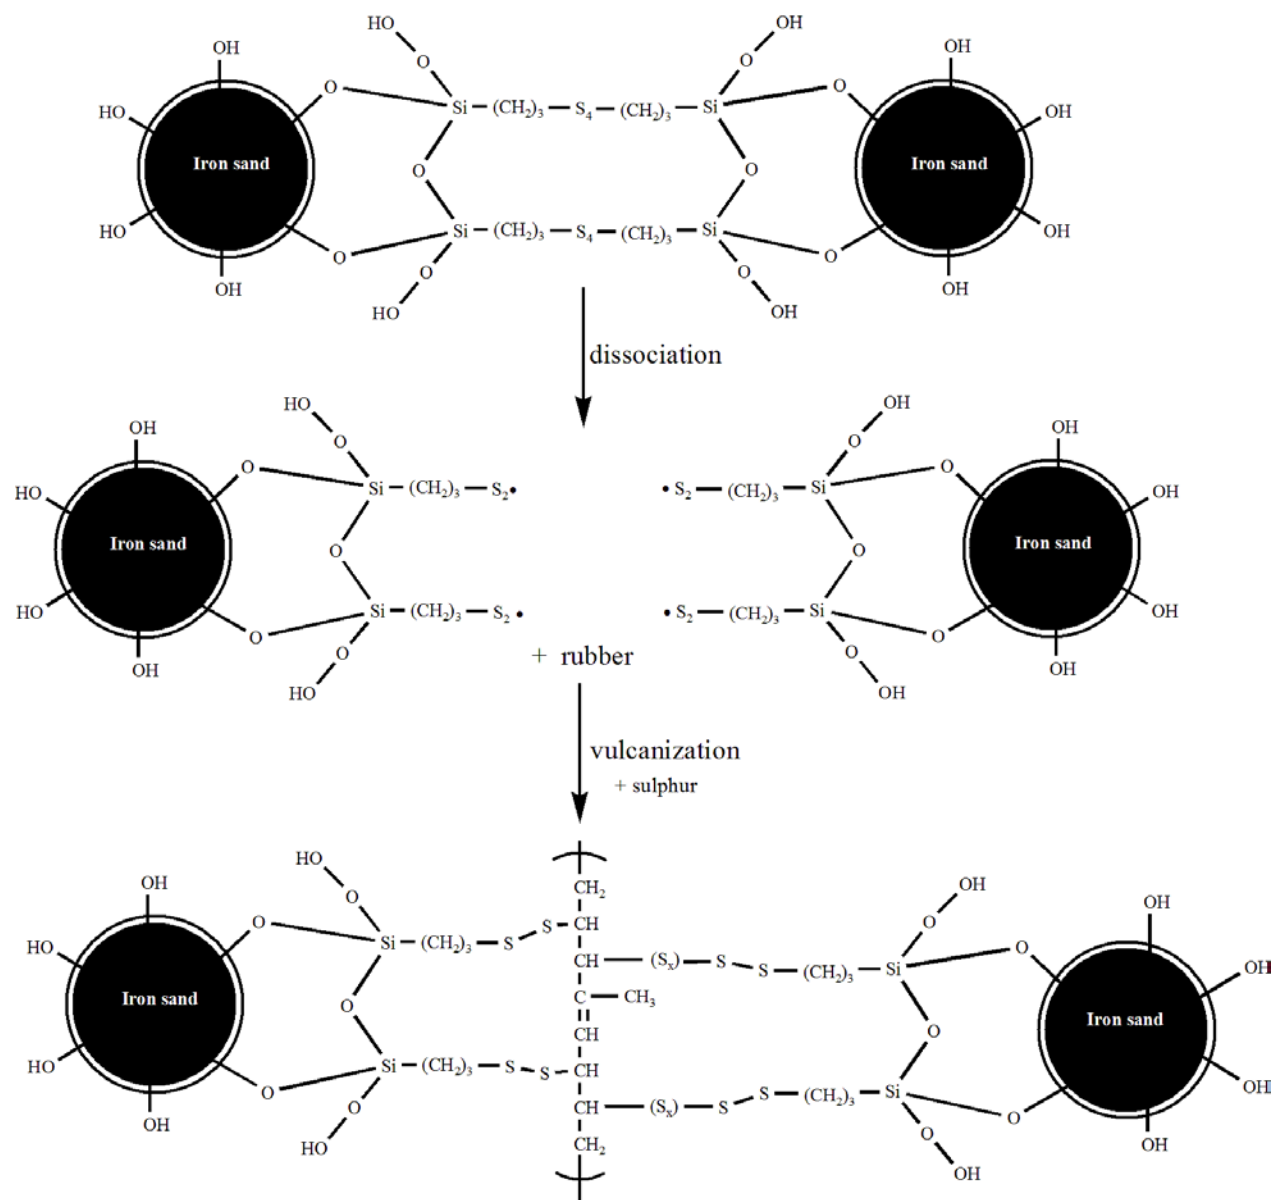 HO OH
OH O O OH
HO O Si (CH₂)₃ S₄ (CH₂)₃ Si O OH
Iron sand O O Iron sand
HO Si (CH₂)₃ S₄ (CH₂)₃ Si OH
OH O O O O OH
HO OH
dissociation
HO OH
OH O O OH
HO O Si (CH₂)₃ S₂• •S₂ (CH₂)₃ Si O OH
Iron sand O O Iron sand
HO Si (CH₂)₃ S₂• •S₂ (CH₂)₃ Si OH
OH O O O O OH
HO OH
+ rubber
vulcanization
+ sulphur
HO OH
OH O CH₂ O OH
HO O Si (CH₂)₃ S S CH O OH
CH (Sₓ) S S (CH₂)₃ Si
Iron sand O C CH₃ O Iron sand
CH
HO Si (CH₂)₃ S S CH OH
CH (Sₓ) S S (CH₂)₃ Si
OH O O CH₂ O O OH
HO OH